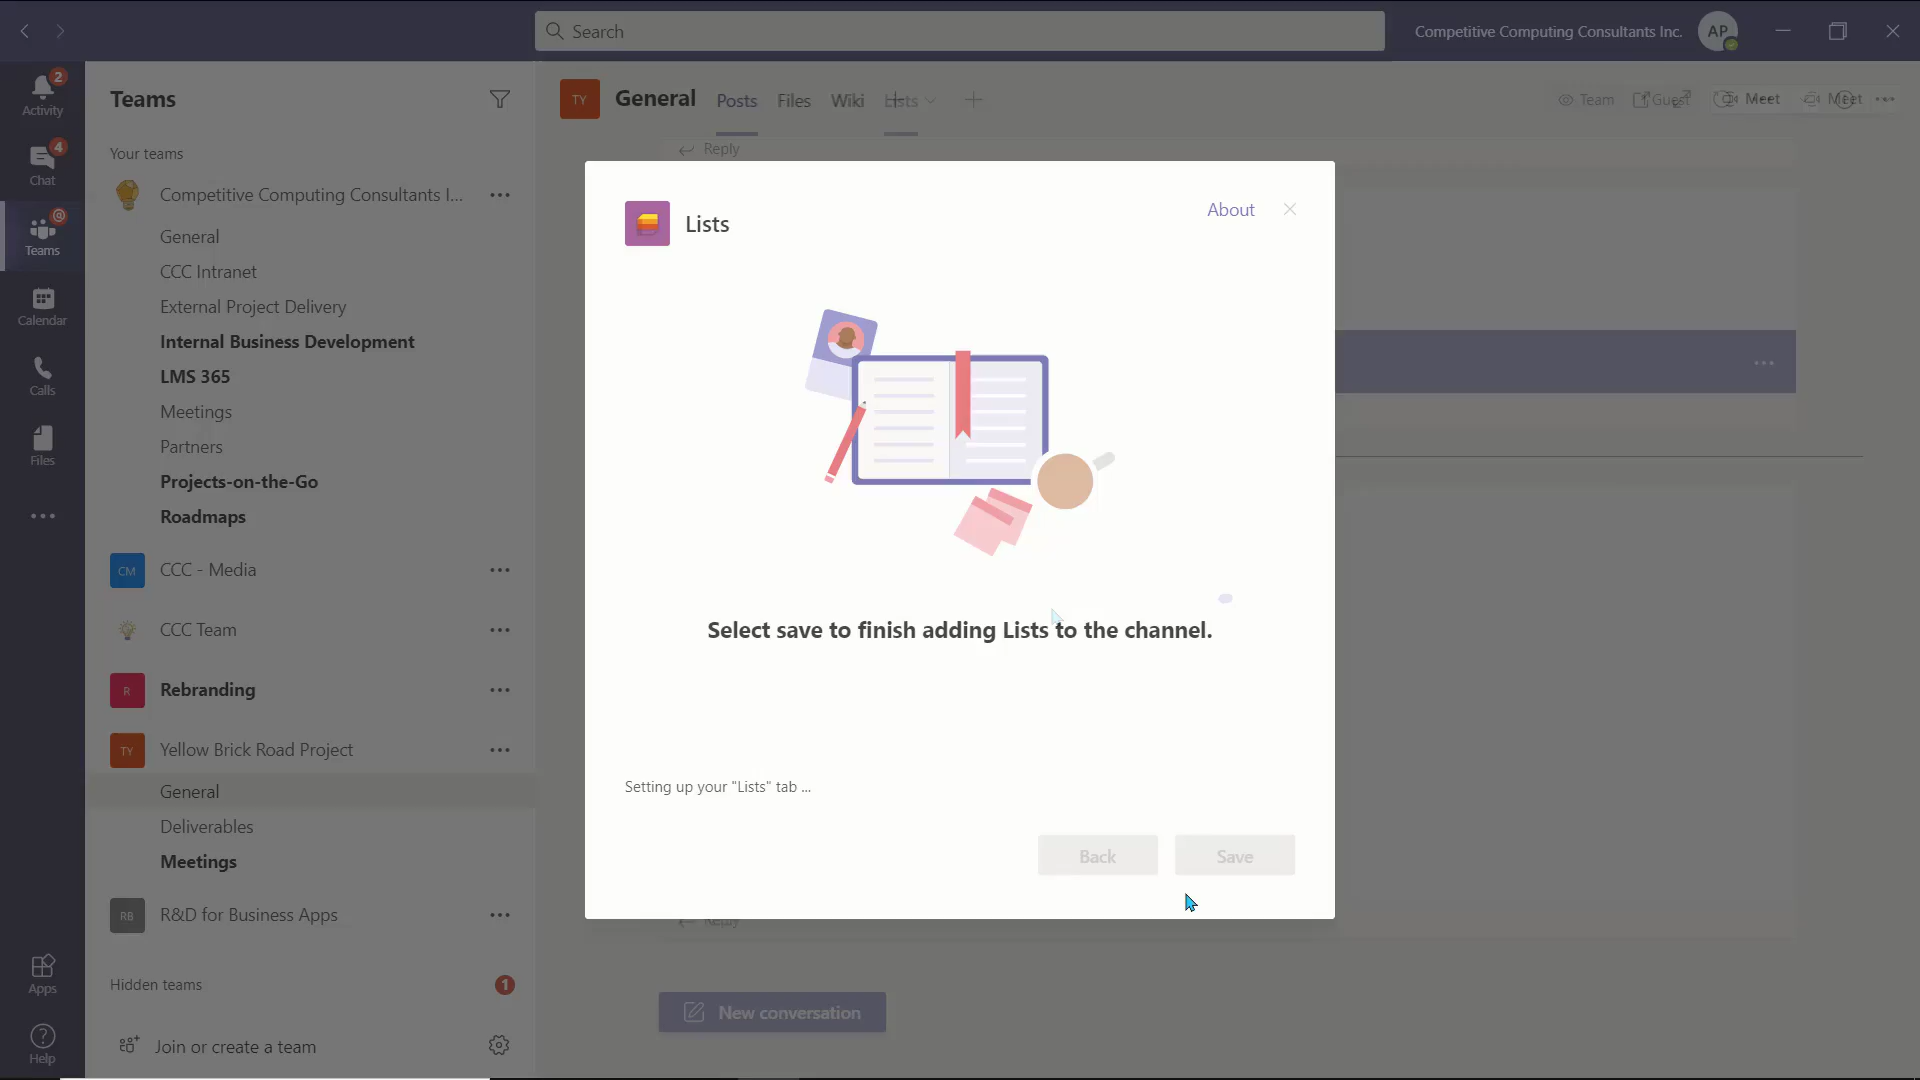 Search
Competitive Computing Consultants Inc.
AP
2
Activity
4
Chat
@
Teams
Calendar
Calls
Files
Apps
Help
Teams
Your teams
Competitive Computing Consultants I...
General
CCC Intranet
External Project Delivery
Internal Business Development
LMS 365
Meetings
Partners
Projects-on-the-Go
Roadmaps
CM
CCC - Media
CCC Team
R
Rebranding
TY
Yellow Brick Road Project
General
Deliverables
Meetings
RB
R&D for Business Apps
Hidden teams
1
Join or create a team
TY
General
Posts
Files
Wiki
Lists
Team
Guest
Meet
Meet
Reply
Lists
About
Select save to finish adding Lists to the channel.
Setting up your "Lists" tab ...
Back
Save
Reply
New conversation